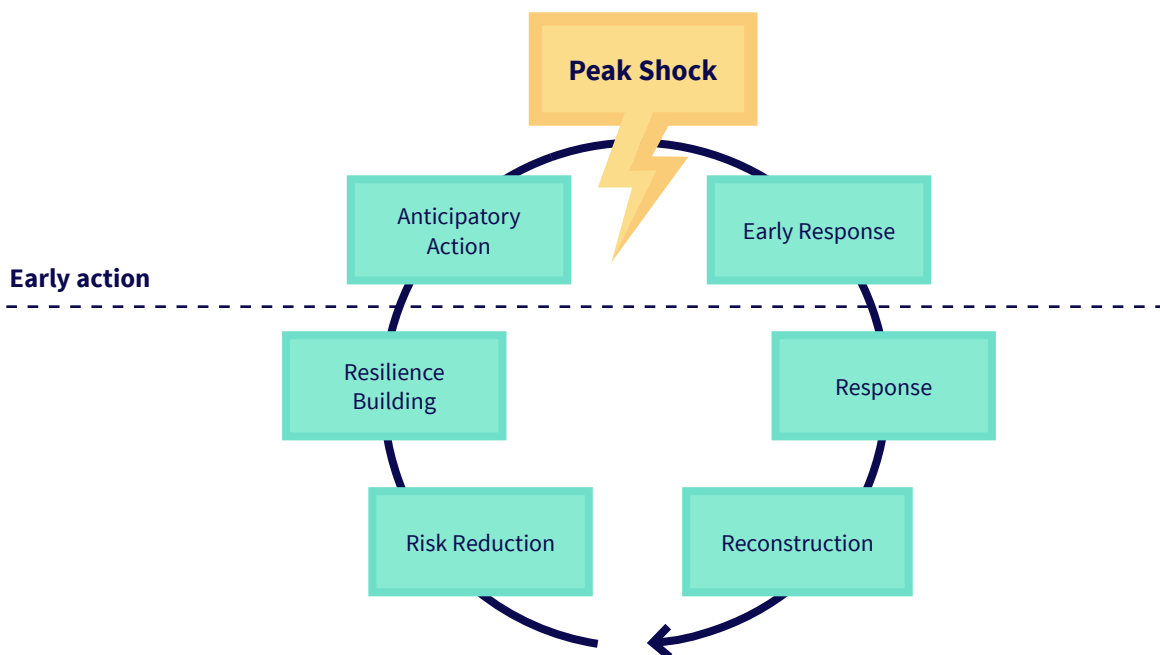 Peak Shock
Anticipatory
Action
Early Response
Early action
Resilience
Building
Response
Risk Reduction
Reconstruction